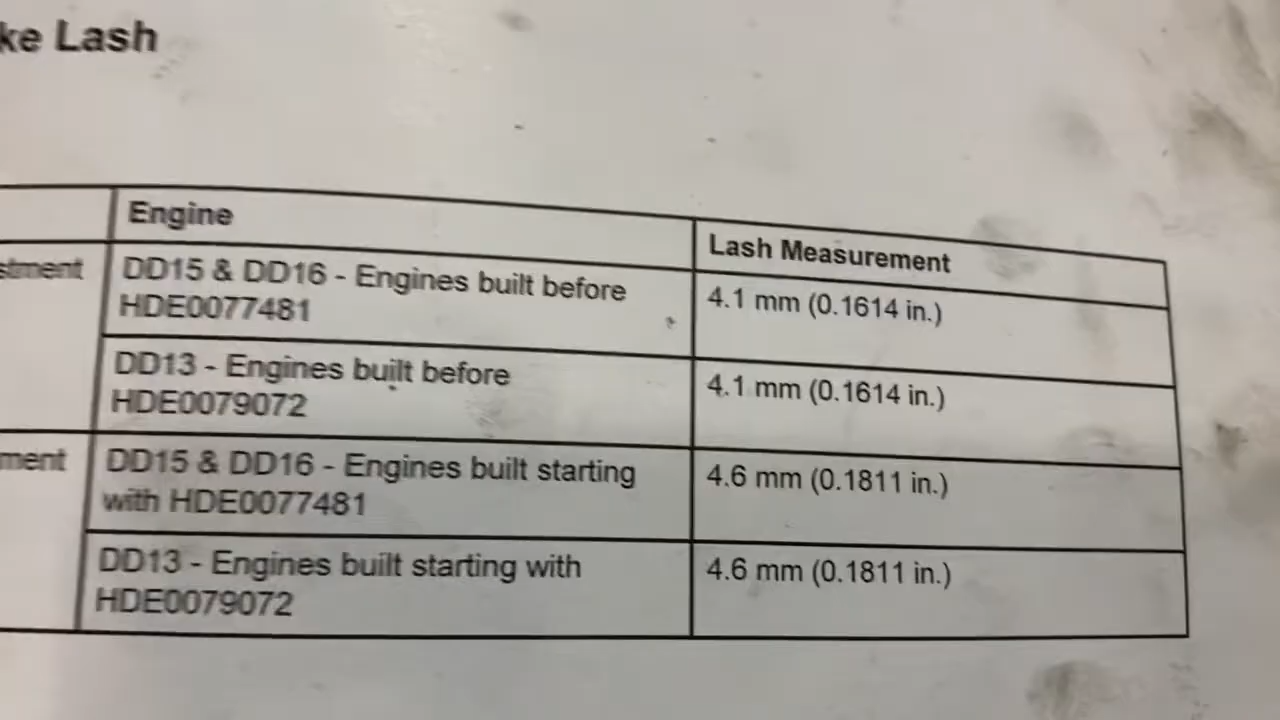 ke Lash
Engine
Lash Measurement
stment
DD15 & DD16 - Engines built before
HDE0077481
4.1 mm (0.1614 in.)
DD13 - Engines built before
HDE0079072
4.1 mm (0.1614 in.)
ment
DD15 & DD16 - Engines built starting
with HDE0077481
4.6 mm (0.1811 in.)
DD13 - Engines built starting with
HDE0079072
4.6 mm (0.1811 in.)